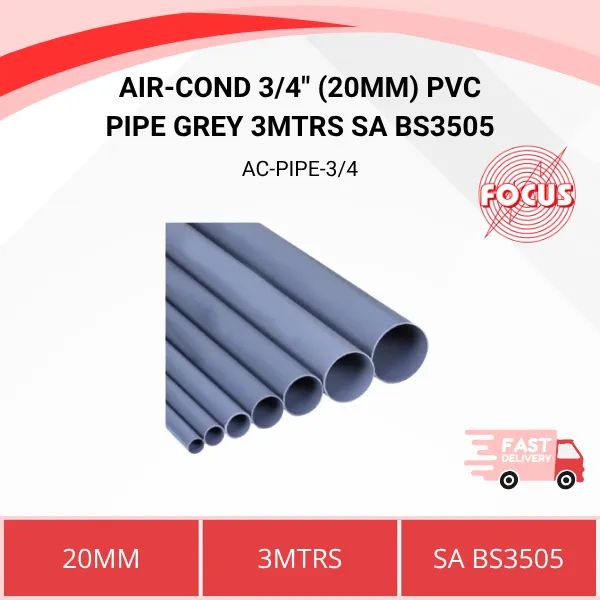 AIR-COND 3/4" (20MM) PVC
PIPE GREY 3MTRS SA BS3505
AC-PIPE-3/4
FOCUS
FAST
DELIVERY
20MM
3MTRS
SA BS3505